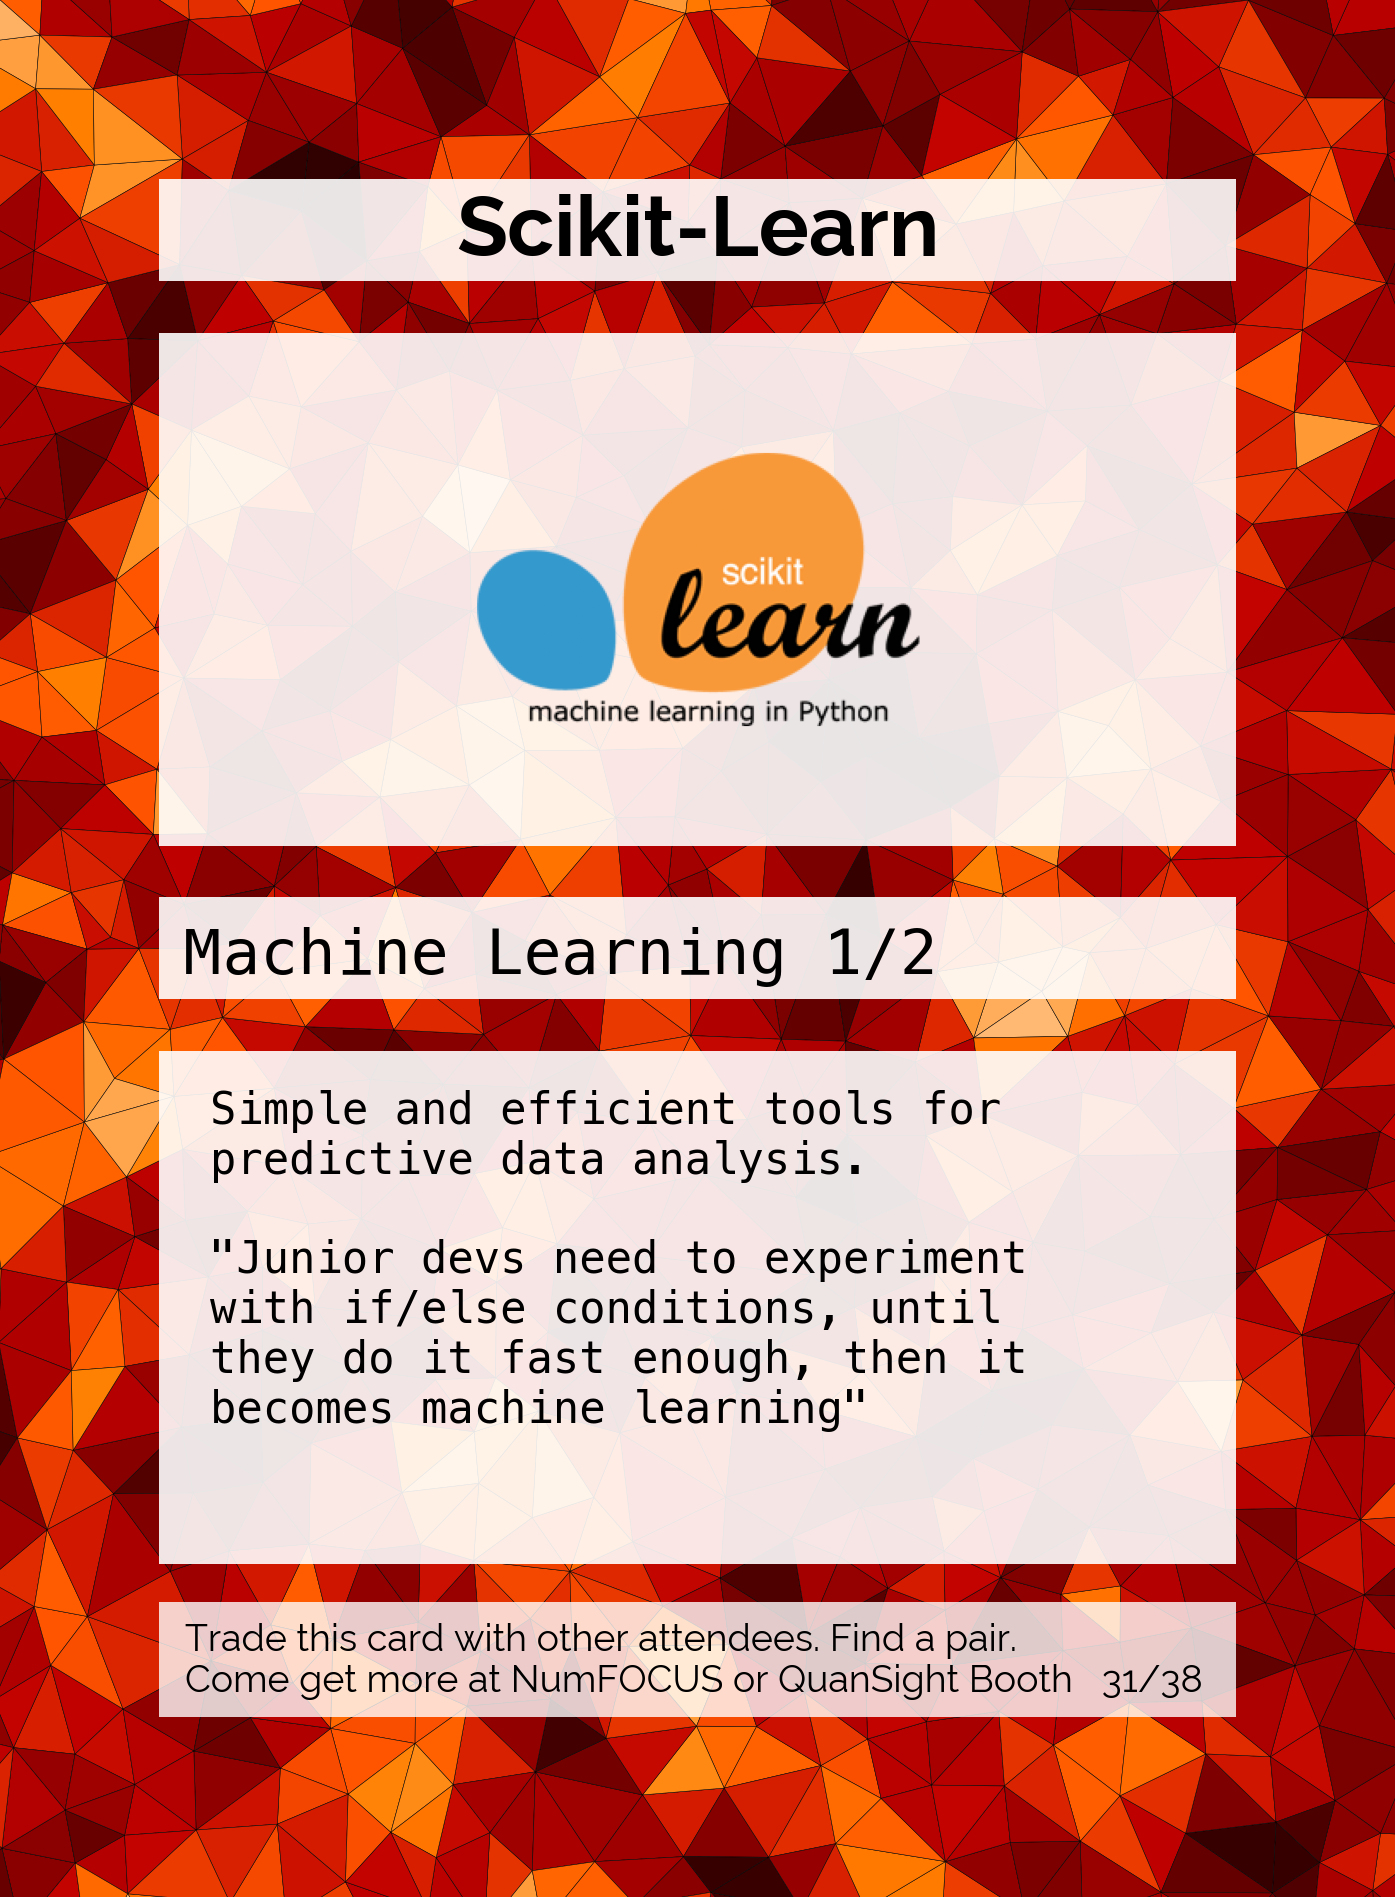 Scikit-Learn
scikit
learn
machine learning in Python
Machine Learning 1/2
Simple and efficient tools for
predictive data analysis.
"Junior devs need to experiment
with if/else conditions, until
they do it fast enough, then it
becomes machine learning"
Trade this card with other attendees. Find a pair.
Come get more at NumFOCUS or QuanSight Booth 31/38